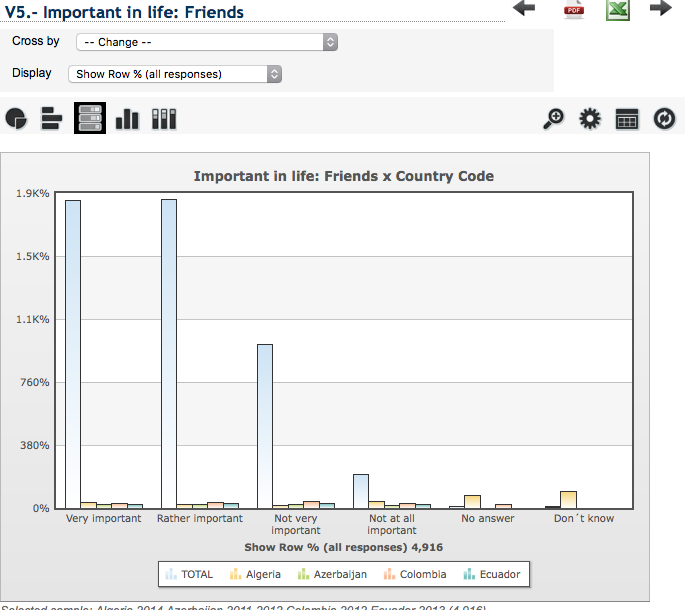 V5.- Important in life: Friends
PDF
Cross by
-- Change --
Display
Show Row % (all responses)
Important in life: Friends x Country Code
1.9K%
1.5K%
1.1K%
760%
380%
0%
Very important
Rather important
Not very
important
Not at all
important
No answer
Don´t know
Show Row % (all responses) 4,916
TOTAL
Algeria
Azerbaijan
Colombia
Ecuador
Selected sample: Algeria 2014,Azerbaijan 2011-2012,Colombia 2012,Ecuador 2013 (4,916)